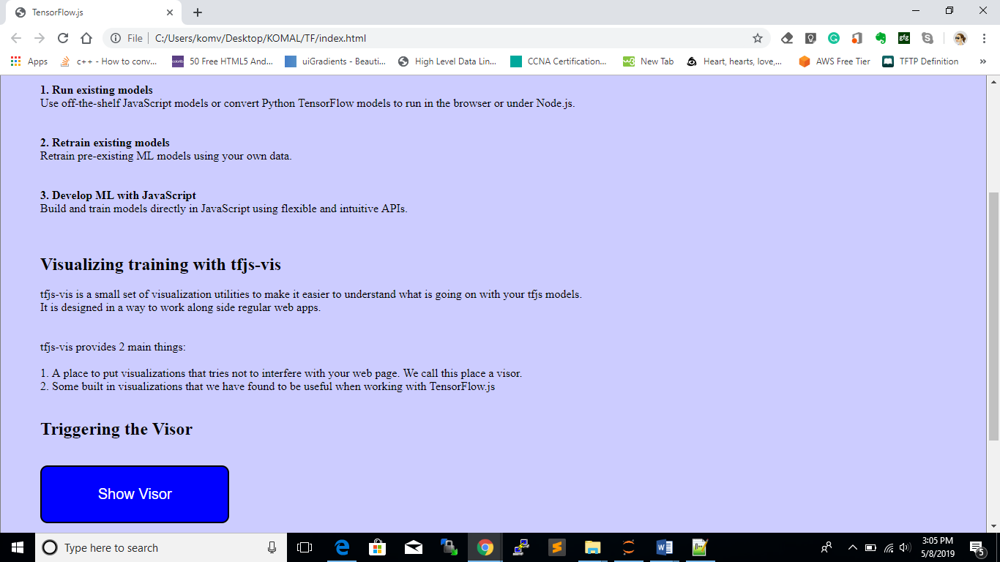 TensorFlow.js
File
C:/Users/komv/Desktop/KOMAL/TF/index.html
gfg
Apps
c++ - How to conv...
colorlib
50 Free HTML5 And...
uiGradients - Beauti...
High Level Data Lin...
CCNA Certification...
New Tab
Heart, hearts, love,...
AWS Free Tier
TFTP Definition
1. Run existing models
Use off-the-shelf JavaScript models or convert Python TensorFlow models to run in the browser or under Node.js.
2. Retrain existing models
Retrain pre-existing ML models using your own data.
3. Develop ML with JavaScript
Build and train models directly in JavaScript using flexible and intuitive APIs.
Visualizing training with tfjs-vis
tfjs-vis is a small set of visualization utilities to make it easier to understand what is going on with your tfjs models.
It is designed in a way to work along side regular web apps.
tfjs-vis provides 2 main things:
1. A place to put visualizations that tries not to interfere with your web page. We call this place a visor.
2. Some built in visualizations that we have found to be useful when working with TensorFlow.js
Triggering the Visor
Show Visor
Type here to search
3:05 PM
5/8/2019
5